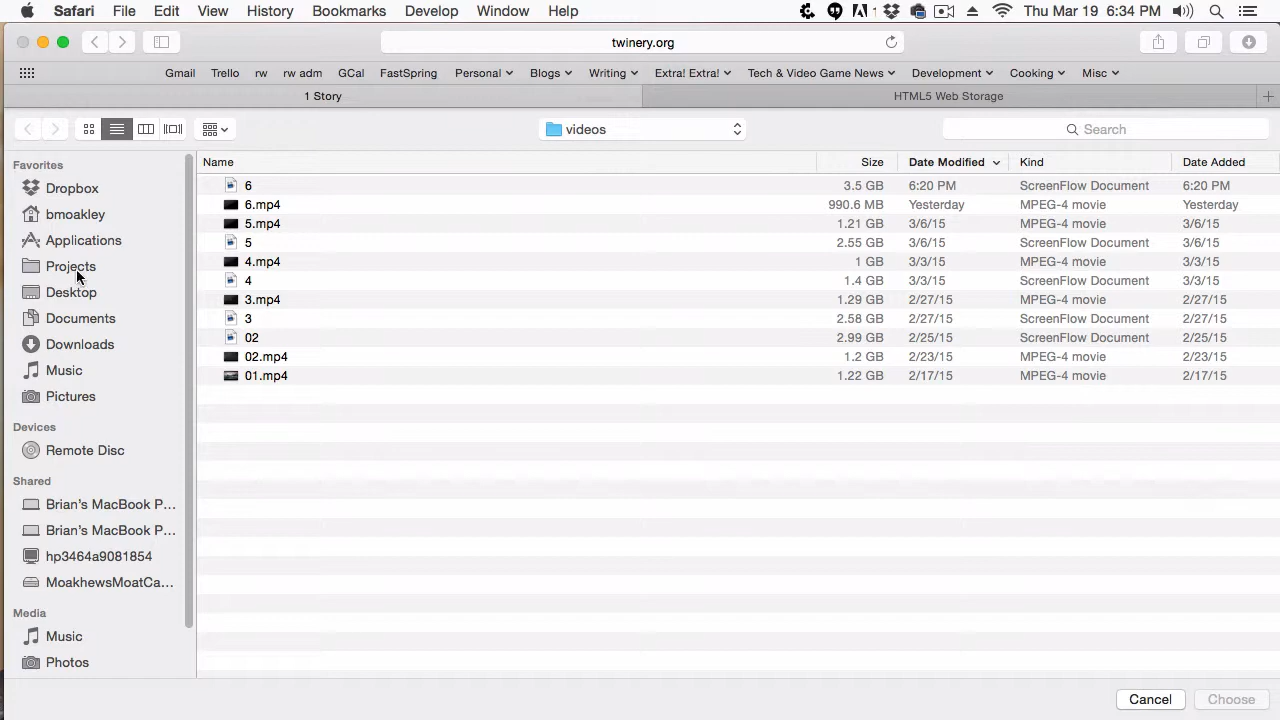 Safari File Edit View History Bookmarks Develop Window Help 1 Thu Mar 19 6:34 PM
twinery.org
Gmail Trello rw rw adm GCal FastSpring Personal Blogs Writing Extra! Extra! Tech & Video Game News Development Cooking Misc
1 Story HTML5 Web Storage +
videos Search
Favorites Name Size Date Modified Kind Date Added
Dropbox 6 3.5 GB 6:20 PM ScreenFlow Document 6:20 PM
6.mp4 990.6 MB Yesterday MPEG-4 movie Yesterday
bmoakley 5.mp4 1.21 GB 3/6/15 MPEG-4 movie 3/6/15
Applications 5 2.55 GB 3/6/15 ScreenFlow Document 3/6/15
Projects 4.mp4 1 GB 3/3/15 MPEG-4 movie 3/3/15
4 1.4 GB 3/3/15 ScreenFlow Document 3/3/15
Desktop 3.mp4 1.29 GB 2/27/15 MPEG-4 movie 2/27/15
Documents 3 2.58 GB 2/27/15 ScreenFlow Document 2/27/15
Downloads 02 2.99 GB 2/25/15 ScreenFlow Document 2/25/15
02.mp4 1.2 GB 2/23/15 MPEG-4 movie 2/23/15
Music 01.mp4 1.22 GB 2/17/15 MPEG-4 movie 2/17/15
Pictures
Devices
Remote Disc
Shared
Brian's MacBook P...
Brian's MacBook P...
hp3464a9081854
MoakhewsMoatCa...
Media
Music
Photos
Cancel Choose